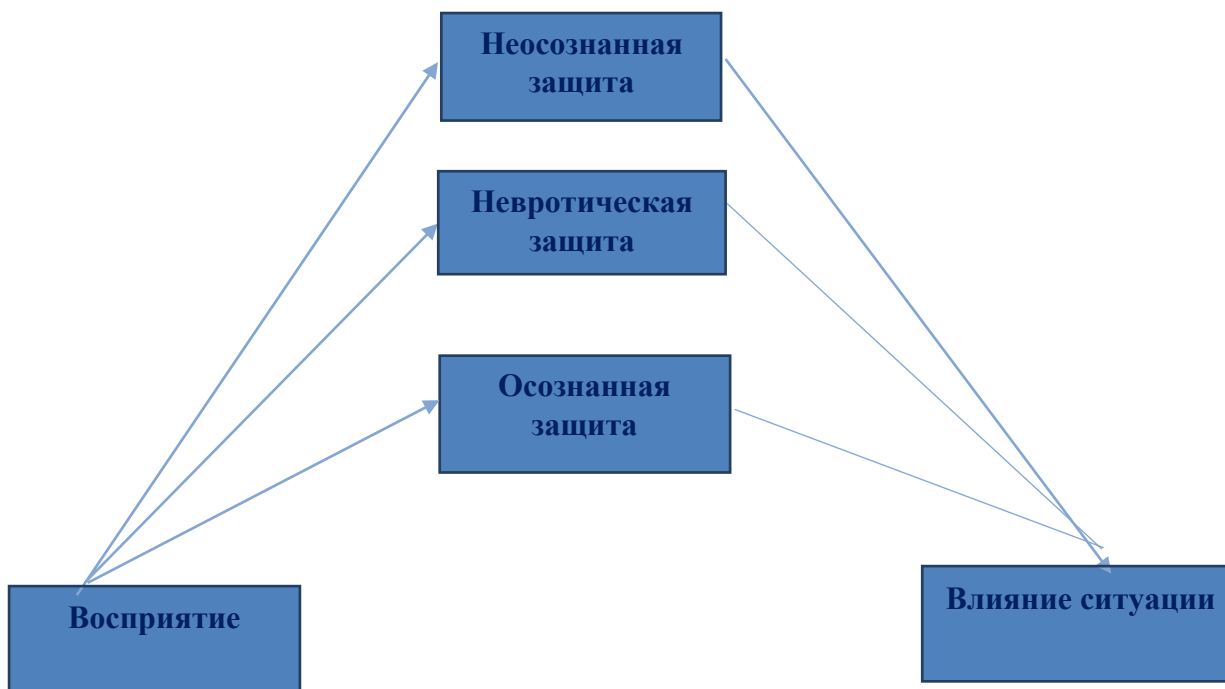 Неосознанная
защита
Невротическая
защита
Осознанная
защита
Восприятие
Влияние ситуации